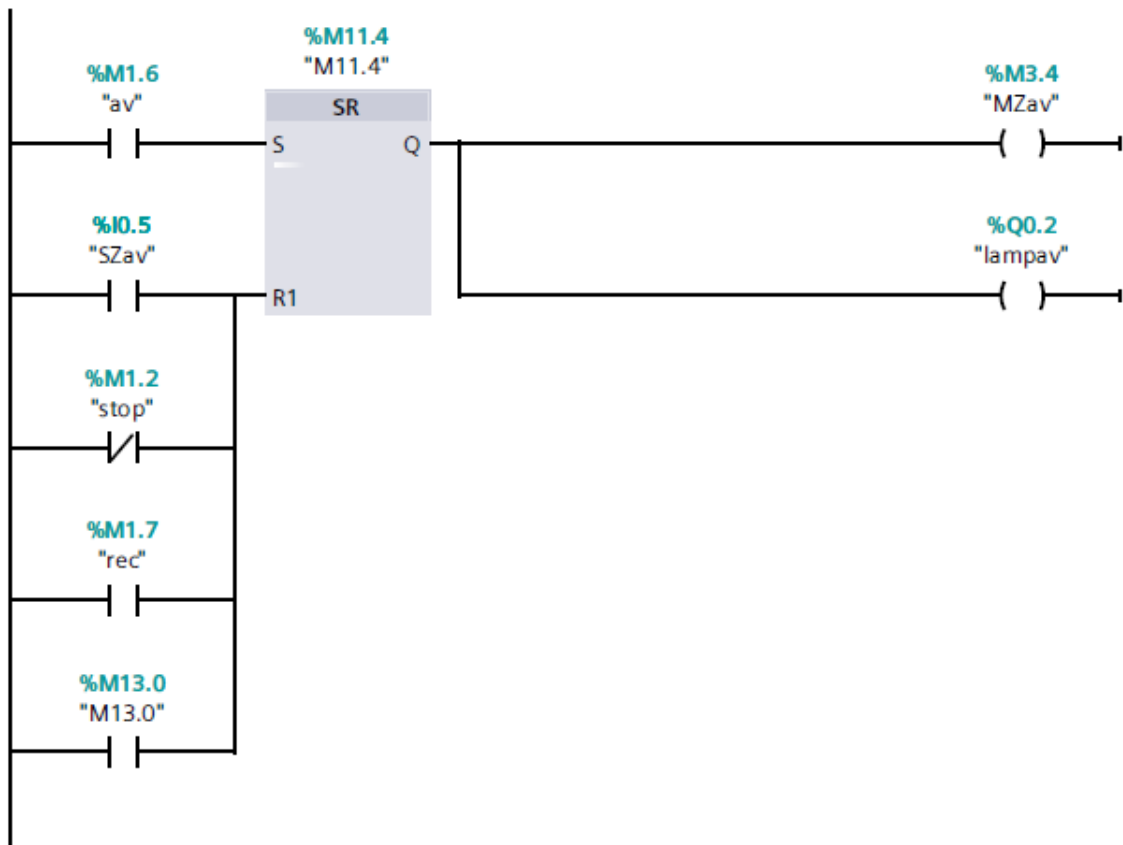 %M11.4
"M11.4"
%M1.6
"av"
SR
%M3.4
"MZav"
S
Q
%I0.5
"SZav"
%Q0.2
"lampav"
R1
%M1.2
"stop"
%M1.7
"rec"
%M13.0
"M13.0"